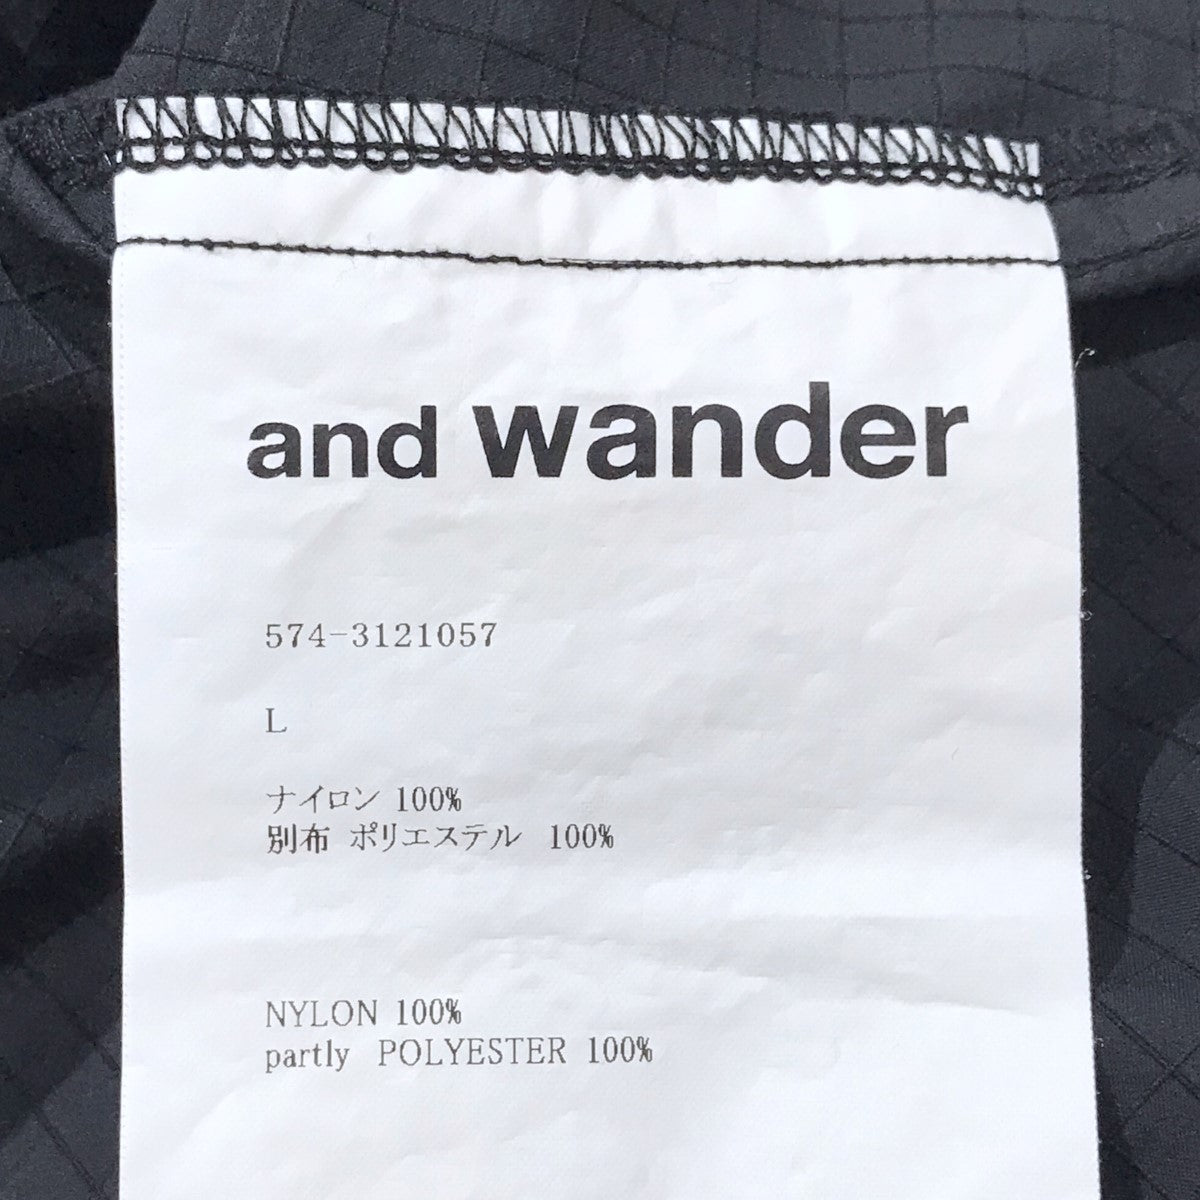 and wander
574-3121057
L
ナイロン 100%
別布 ポリエステル 100%
NYLON 100%
partly POLYESTER 100%